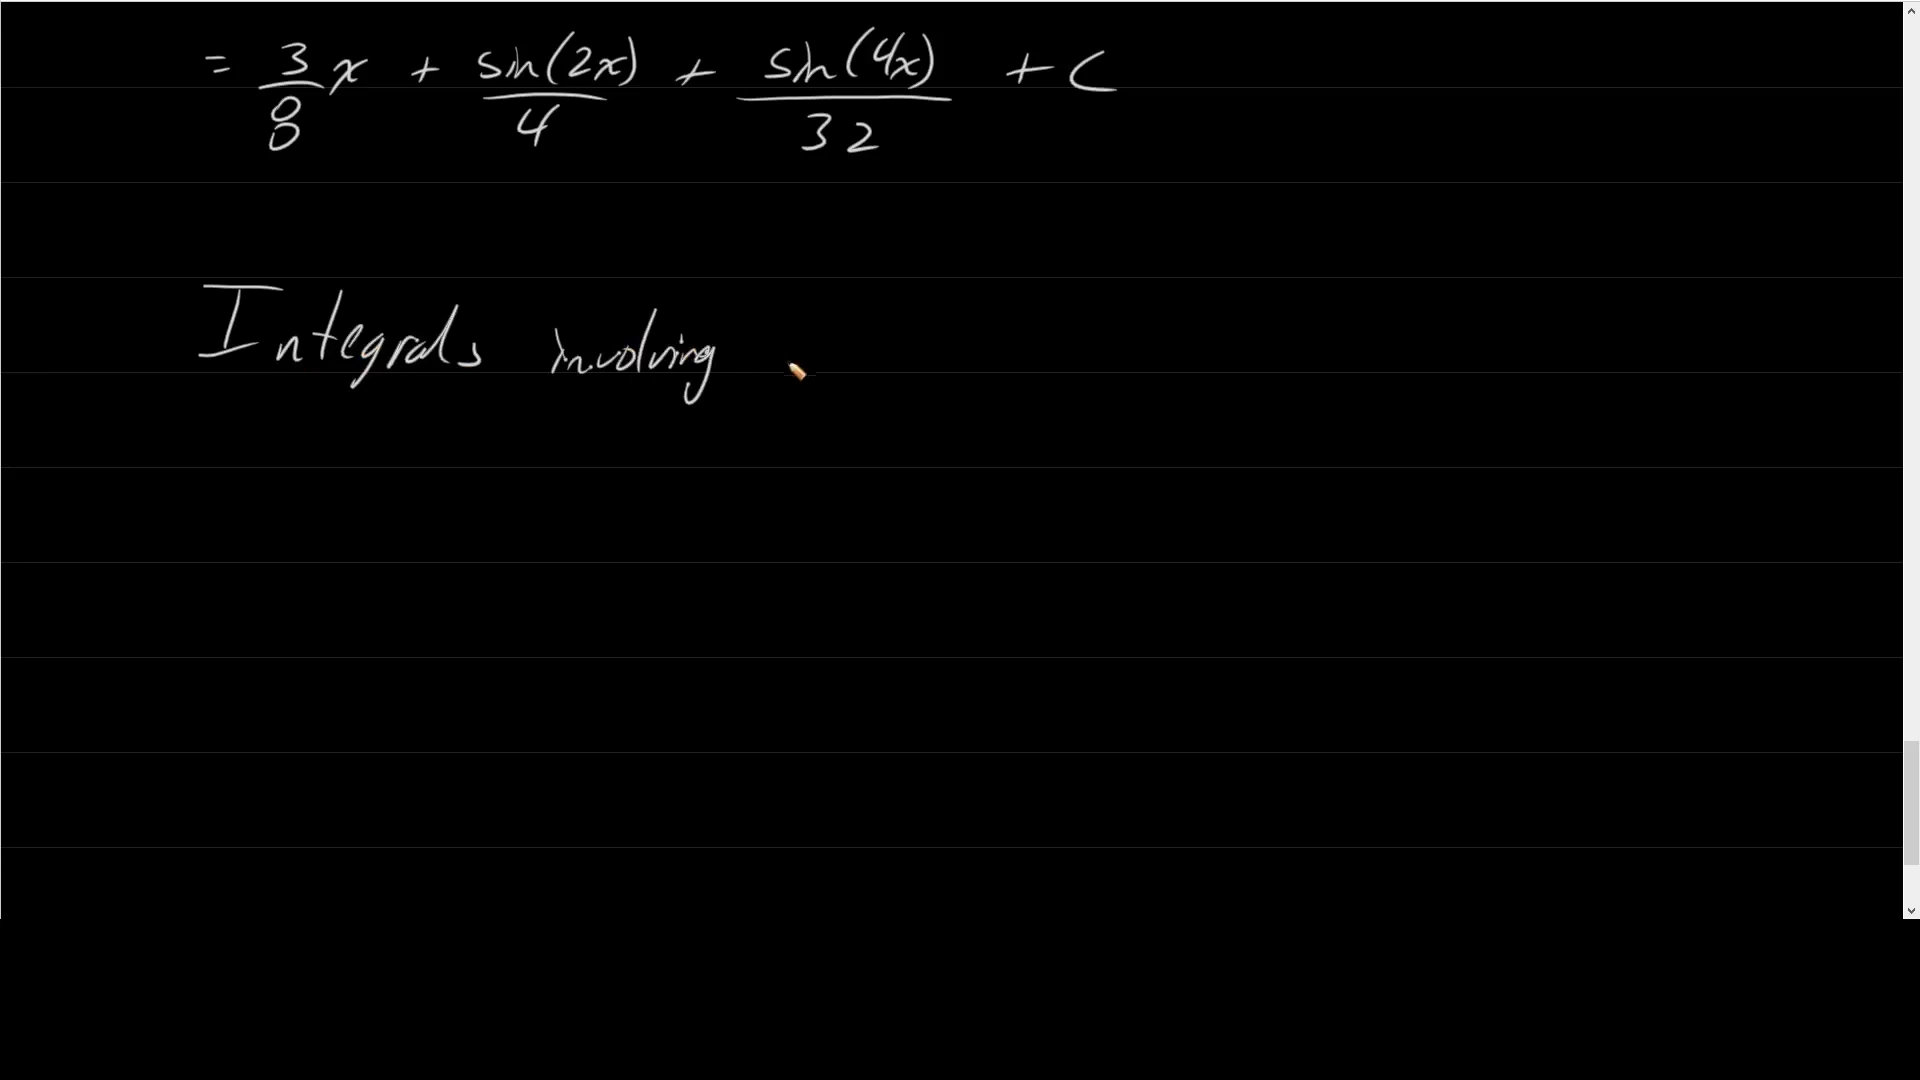 = 3/8 x + sin(2x)/4 + sin(4x)/32 + C
Integrals involving